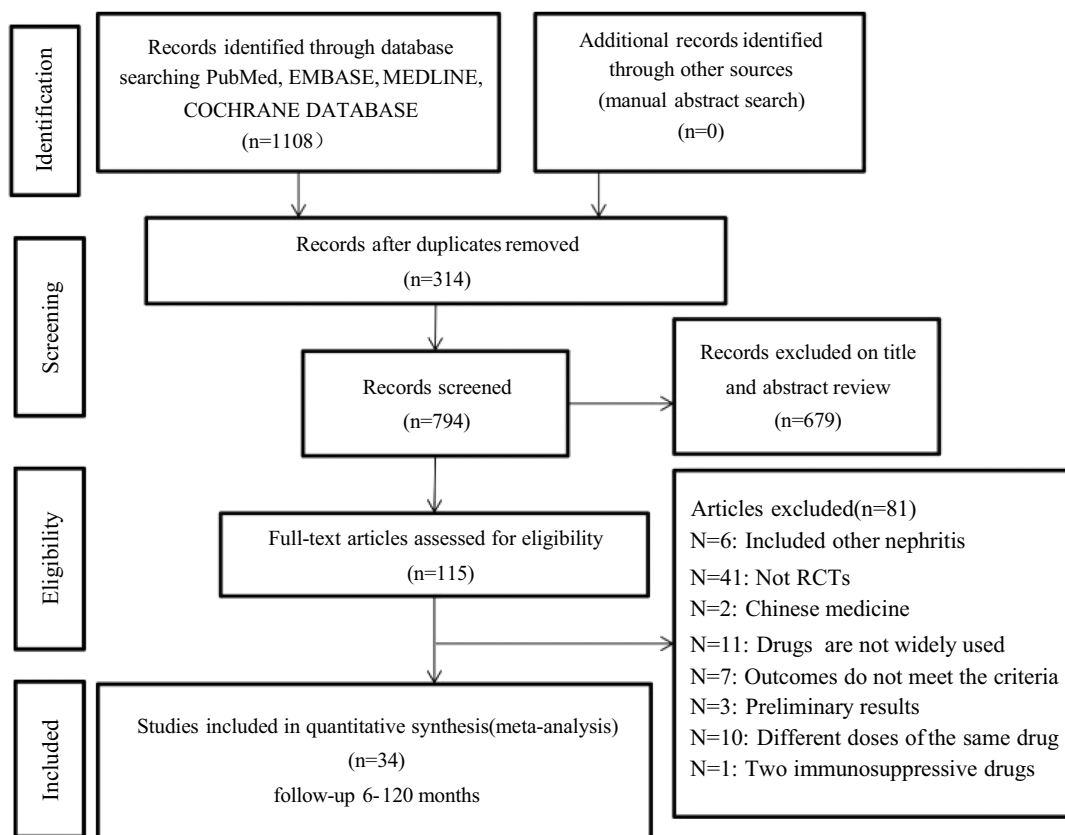 Identification
Records identified through database
searching PubMed, EMBASE, MEDLINE,
COCHRANE DATABASE
(n=1108）
Additional records identified
through other sources
(manual abstract search)
(n=0)
Screening
Records after duplicates removed
(n=314)
Records screened
(n=794)
Records excluded on title
and abstract review
(n=679)
Eligibility
Full-text articles assessed for eligibility
(n=115)
Articles excluded(n=81)
N=6: Included other nephritis
N=41: Not RCTs
N=2: Chinese medicine
N=11: Drugs are not widely used
N=7: Outcomes do not meet the criteria
N=3: Preliminary results
N=10: Different doses of the same drug
N=1: Two immunosuppressive drugs
Included
Studies included in quantitative synthesis(meta-analysis)
(n=34)
follow-up 6-120 months